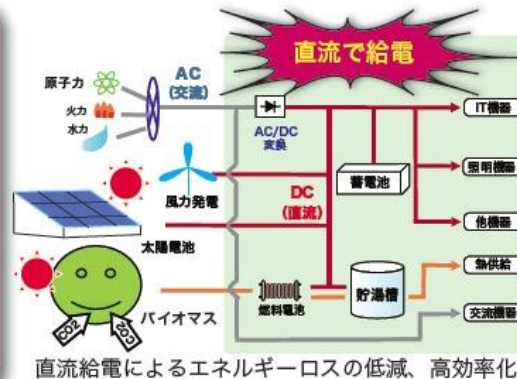 直流で給電
原子力
AC
(交流)
火力
水力
AC/DC
変換
IT機器
照明機器
風力発電
DC
(直流)
蓄電池
他機器
太陽電池
熱供給
バイオマス
CO2
CO2
燃料電池
貯湯槽
交流機器
直流給電によるエネルギーロスの低減、高効率化